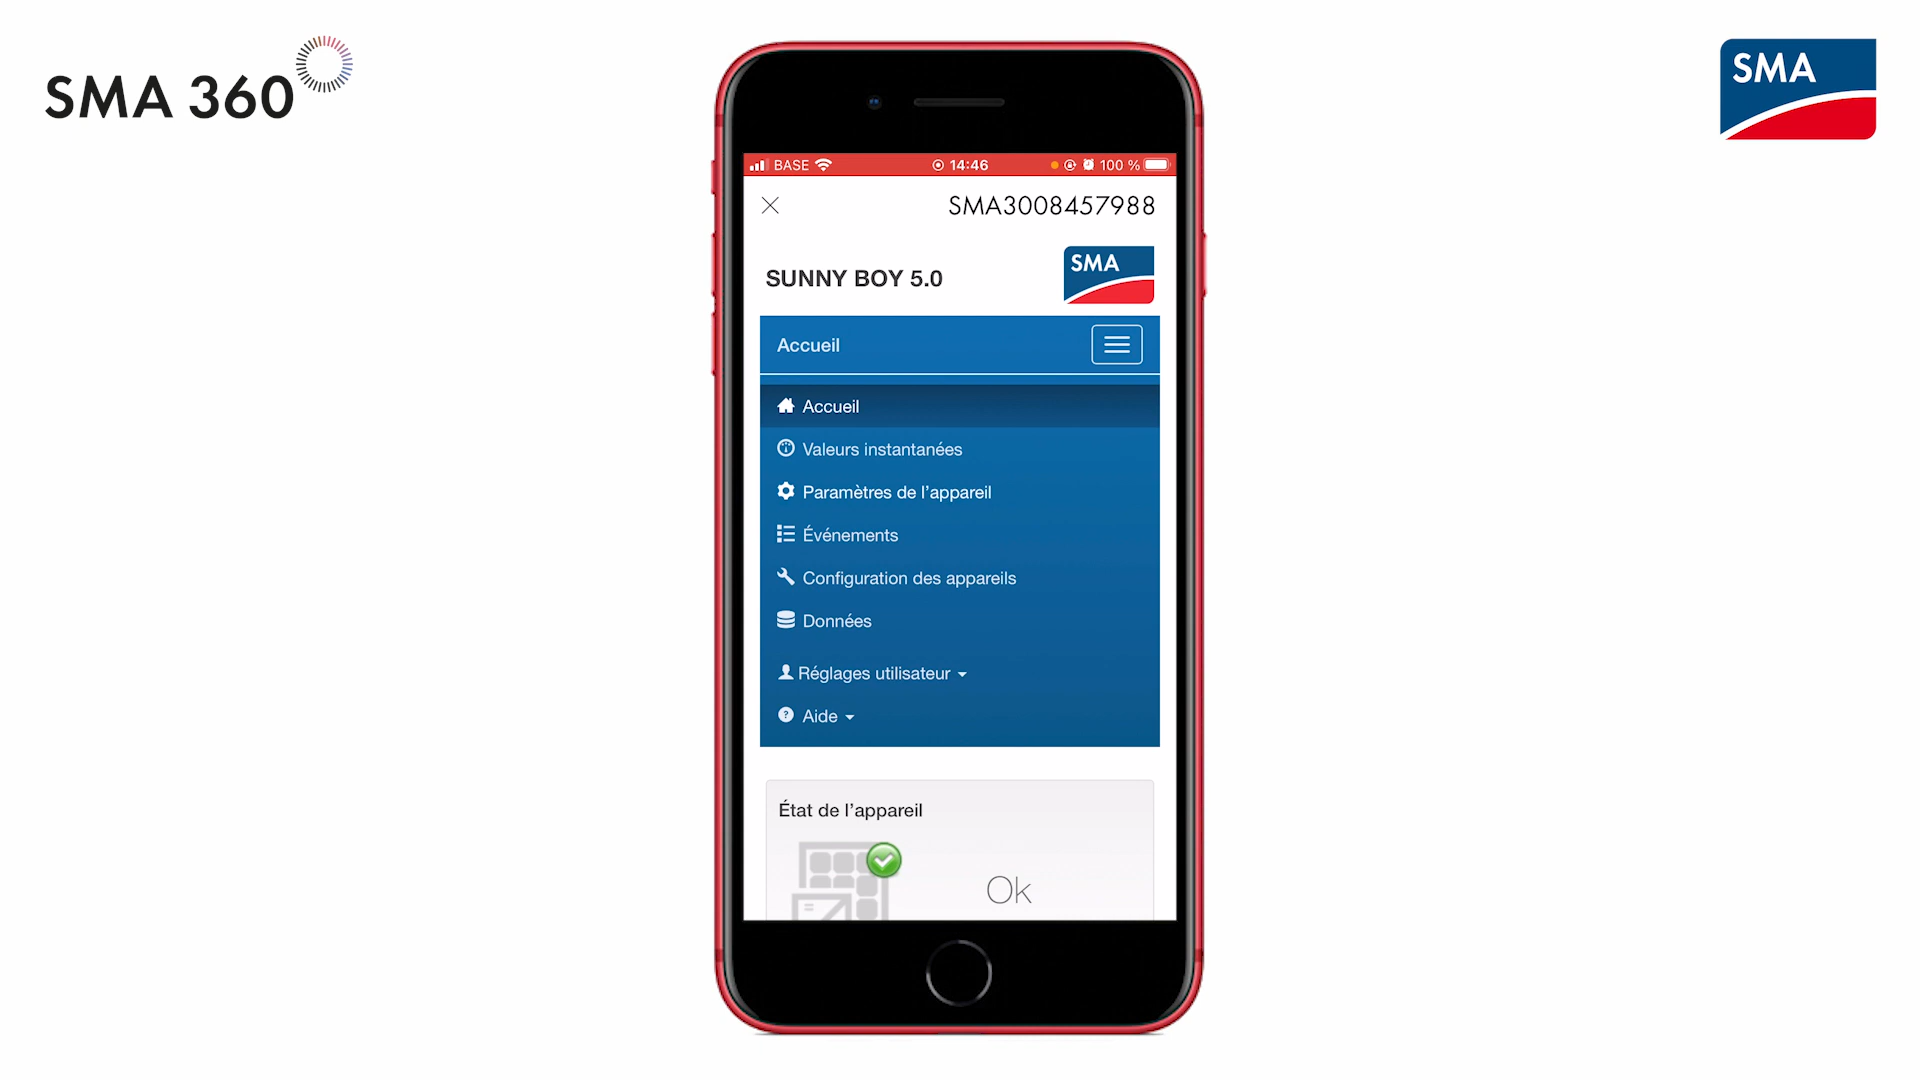 SMA 360
SMA
BASE 14:46 100 %
SMA3008457988
SUNNY BOY 5.0
SMA
Accueil
Accueil
Valeurs instantanées
Paramètres de l'appareil
Événements
Configuration des appareils
Données
Réglages utilisateur
Aide
État de l'appareil
Ok